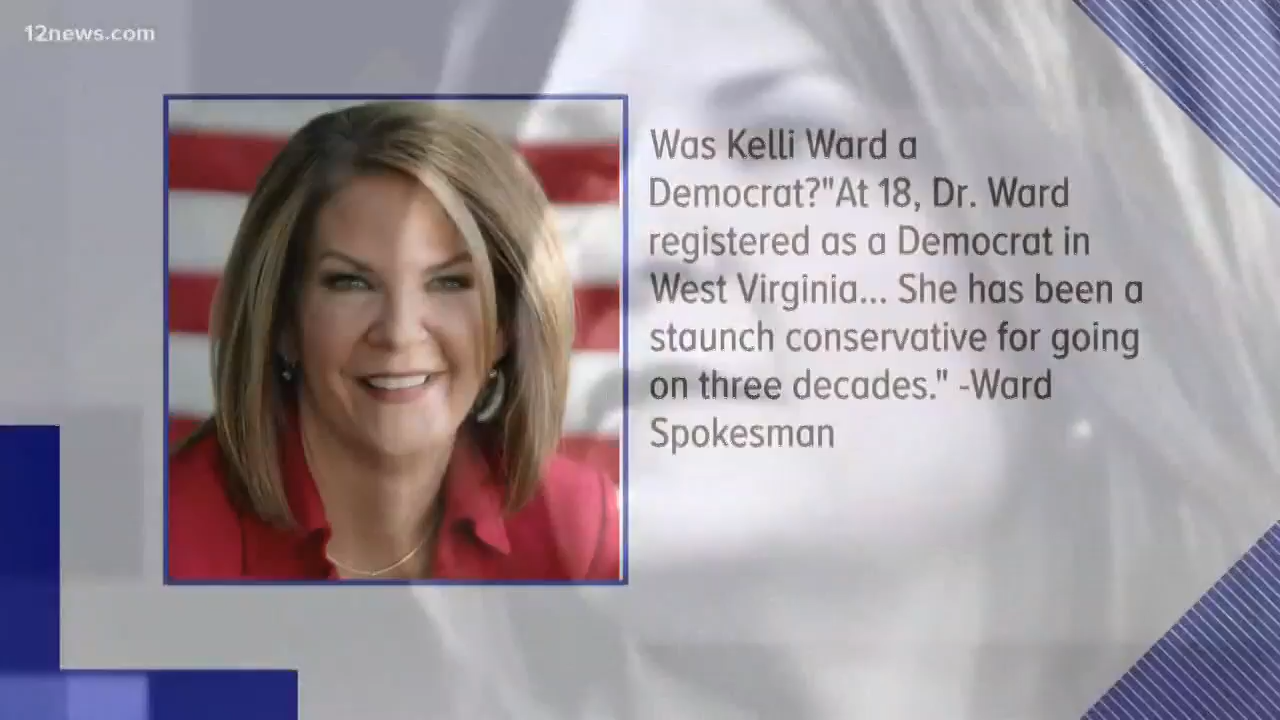 12news.com
Was Kelli Ward a
Democrat?"At 18, Dr. Ward
registered as a Democrat in
West Virginia... She has been a
staunch conservative for going
on three decades." -Ward
Spokesman